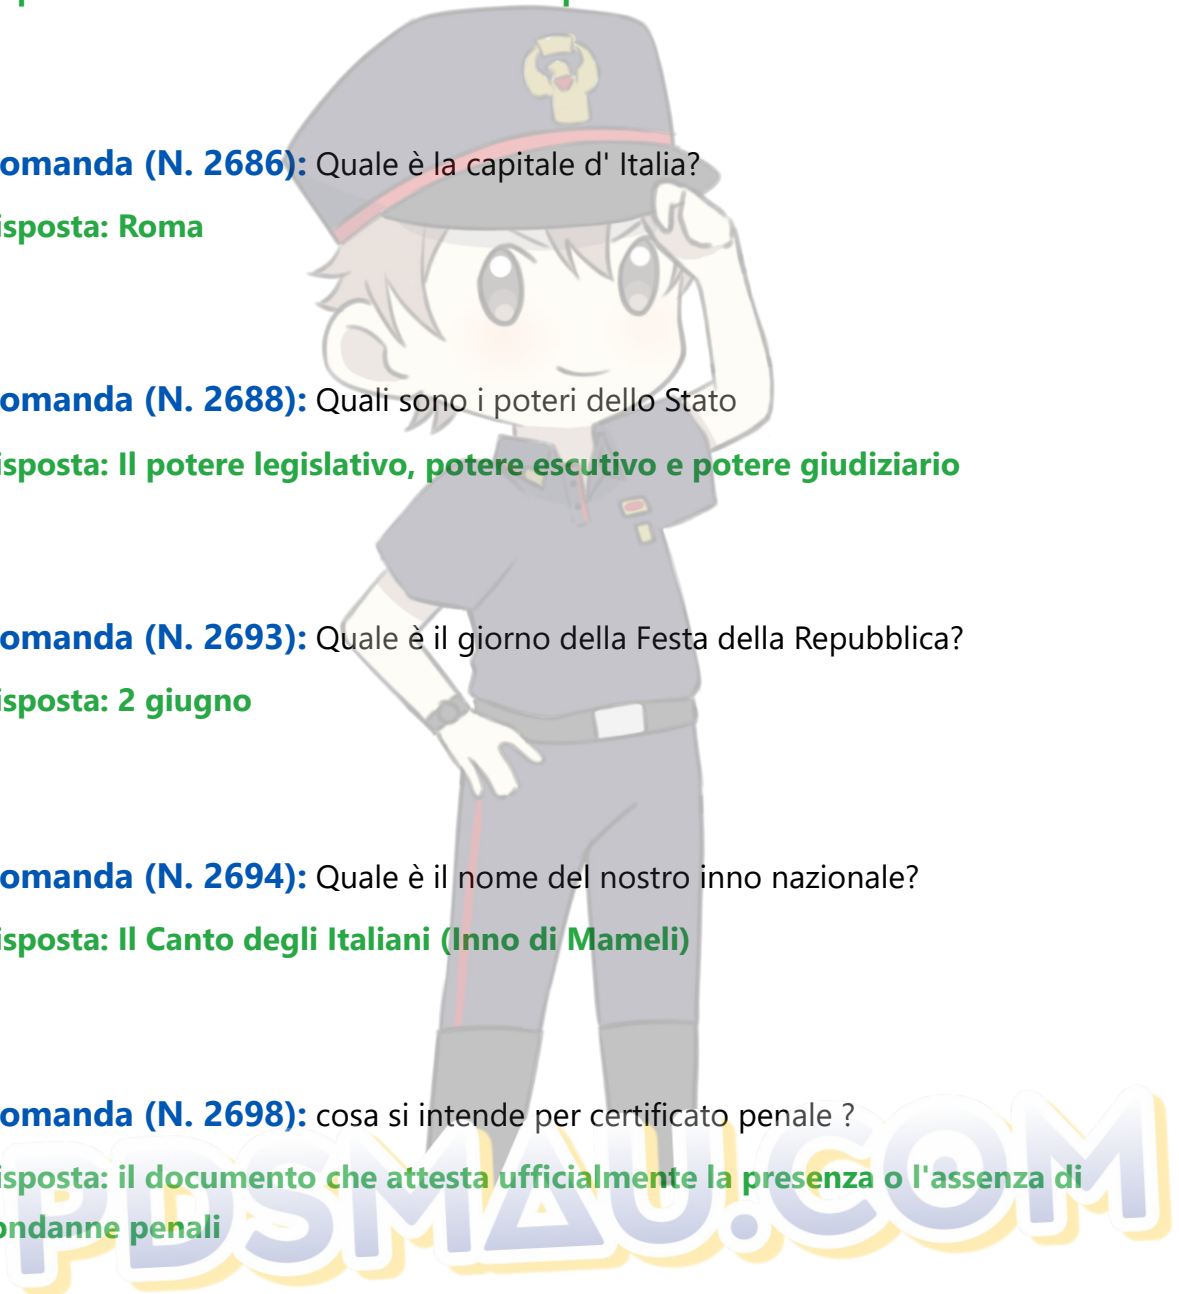 omanda (N. 2686): Quale è la capitale d' Italia?
isposta: Roma
omanda (N. 2688): Quali sono i poteri dello Stato
isposta: Il potere legislativo, potere escutivo e potere giudiziario
omanda (N. 2693): Quale è il giorno della Festa della Repubblica?
isposta: 2 giugno
omanda (N. 2694): Quale è il nome del nostro inno nazionale?
isposta: Il Canto degli Italiani (Inno di Mameli)
omanda (N. 2698): cosa si intende per certificato penale ?
isposta: il documento che attesta ufficialmente la presenza o l'assenza di
ondanne penali
PDSMAU.COM